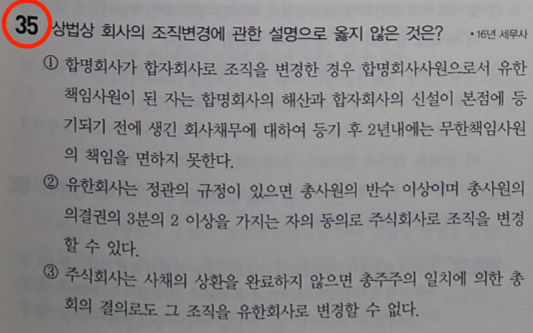 35 상법상 회사의 조직변경에 관한 설명으로 옳지 않은 것은? • 16년 세무사
① 합명회사가 합자회사로 조직을 변경한 경우 합명회사사원으로서 유한
책임사원이 된 자는 합명회사의 해산과 합자회사의 신설이 본점에 등
기되기 전에 생긴 회사채무에 대하여 등기 후 2년내에는 무한책임사원
의 책임을 면하지 못한다.
② 유한회사는 정관의 규정이 있으면 총사원의 반수 이상이며 총사원의
의결권의 3분의 2 이상을 가지는 자의 동의로 주식회사로 조직을 변경
할 수 있다.
③ 주식회사는 사채의 상환을 완료하지 않으면 총주주의 일치에 의한 총
회의 결의로도 그 조직을 유한회사로 변경할 수 없다.